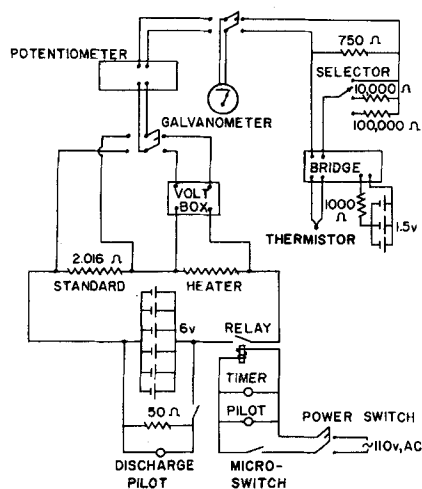 750 Ω
POTENTIOMETER
SELECTOR
10,000 Ω
GALVANOMETER
100,000 Ω
BRIDGE
VOLT
BOX
1000
Ω
1.5v
THERMISTOR
2.016 Ω
STANDARD
HEATER
6v
RELAY
TIMER
50 Ω
PILOT
POWER SWITCH
~110v, AC
DISCHARGE
PILOT
MICRO-
SWITCH